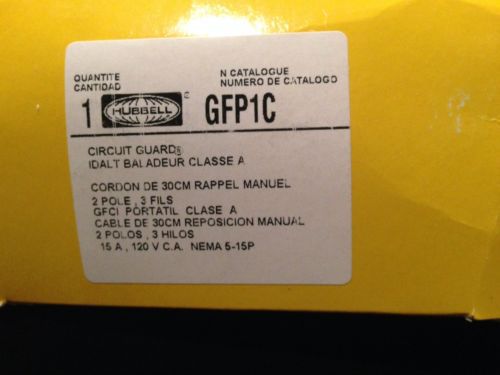 QUANTITE
CANTIDAD
N CATALOGUE
NUMERO DE CATALOGO
1 HUBBELL ® GFP1C
CIRCUIT GUARD®
IDALT BALADEUR CLASSE A
CORDON DE 30CM RAPPEL MANUEL
2 POLE , 3 FILS
GFCI PORTATIL CLASE A
CABLE DE 30CM REPOSICION MANUAL
2 POLOS , 3 HILOS
15 A , 120 V C.A. NEMA 5-15P